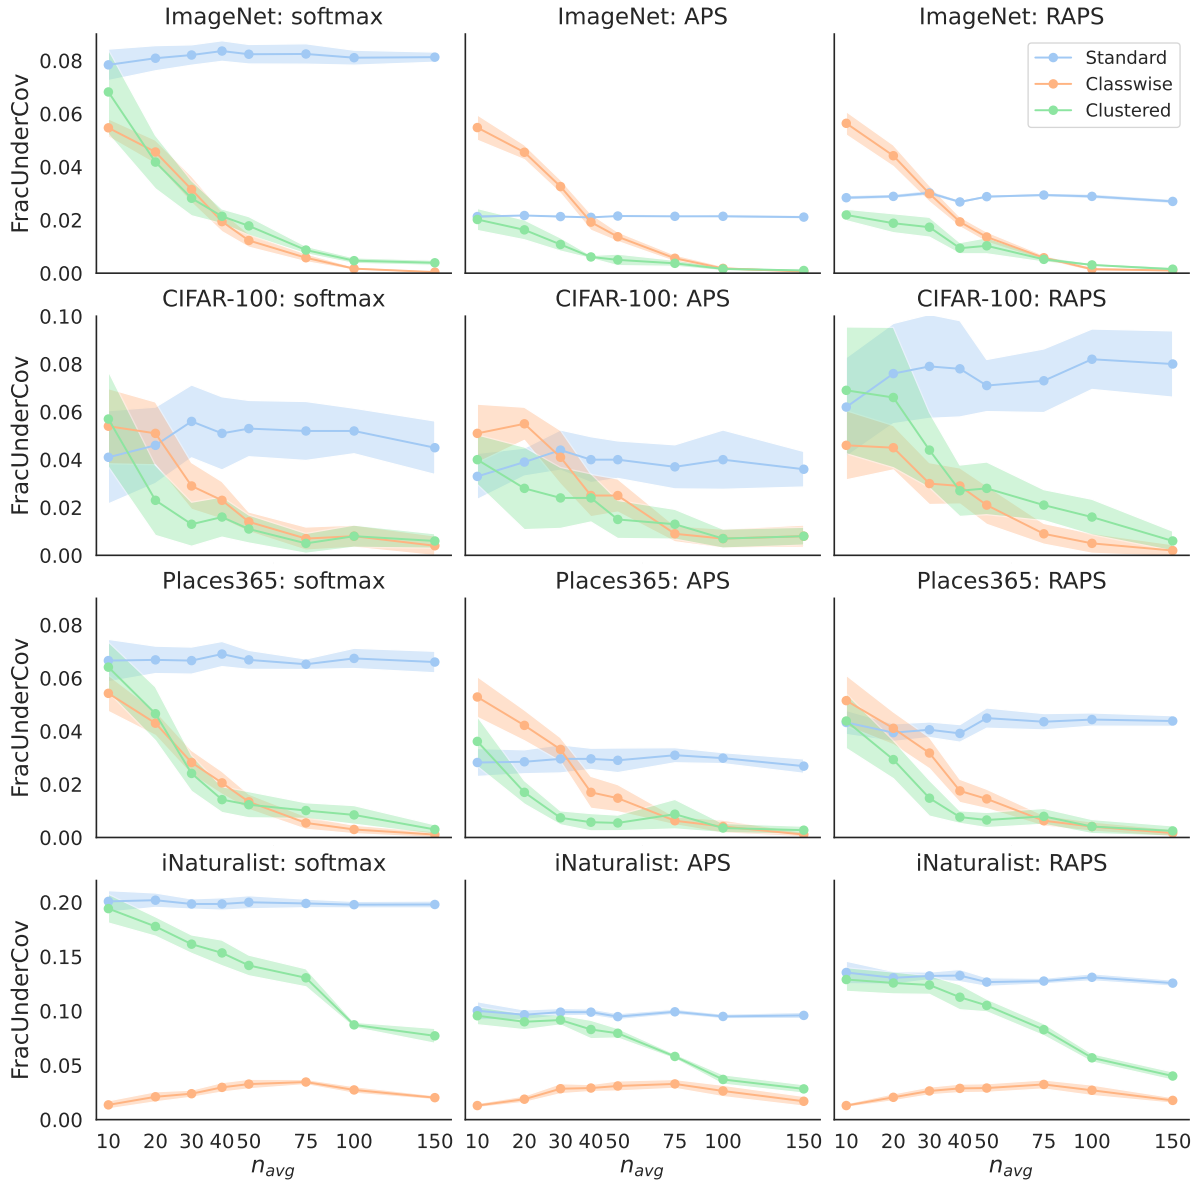 ImageNet: softmax
ImageNet: APS
ImageNet: RAPS
FracUnderCov
0.08
0.06
0.04
0.02
0.00
Standard
Classwise
Clustered
CIFAR-100: softmax
CIFAR-100: APS
CIFAR-100: RAPS
FracUnderCov
0.10
0.08
0.06
0.04
0.02
0.00
Places365: softmax
Places365: APS
Places365: RAPS
FracUnderCov
0.08
0.06
0.04
0.02
0.00
iNaturalist: softmax
iNaturalist: APS
iNaturalist: RAPS
FracUnderCov
0.20
0.15
0.10
0.05
0.00
10 20 30 40 50 75 100 150
10 20 30 40 50 75 100 150
10 20 30 40 50 75 100 150
n_avg
n_avg
n_avg